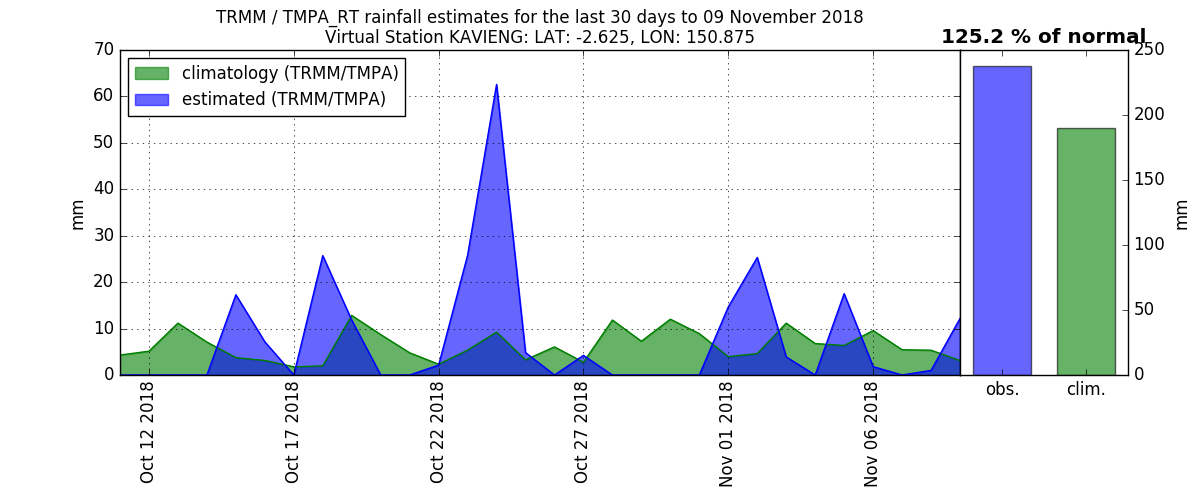 TRMM / TMPA_RT rainfall estimates for the last 30 days to 09 November 2018
Virtual Station KAVIENG: LAT: -2.625, LON: 150.875
125.2 % of normal
climatology (TRMM/TMPA)
estimated (TRMM/TMPA)
70
60
50
40
30
20
10
0
mm
Oct 12 2018
Oct 17 2018
Oct 22 2018
Oct 27 2018
Nov 01 2018
Nov 06 2018
obs.
clim.
250
200
150
100
50
0
mm